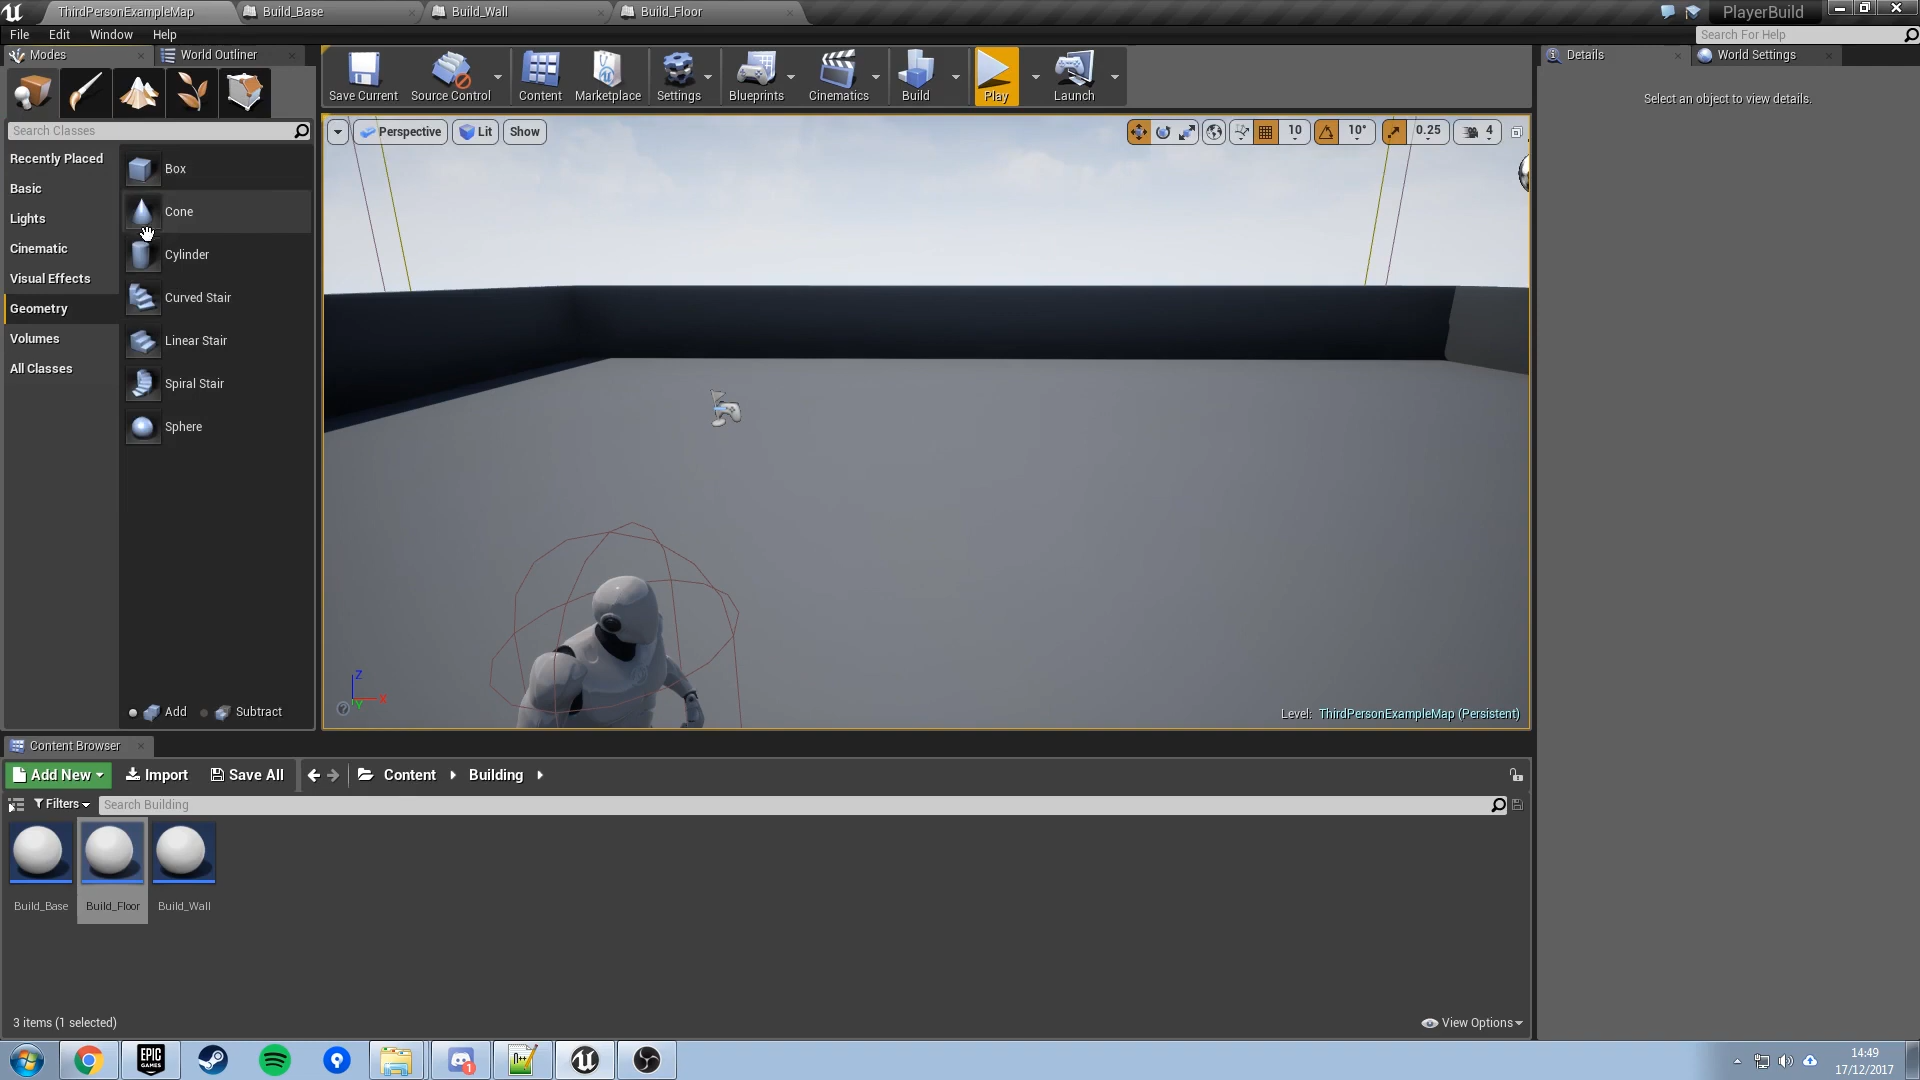 ThirdPersonExampleMap
Build_Base
Build_Wall
Build_Floor
PlayerBuild
File
Edit
Window
Help
Search For Help
Modes
World Outliner
Save Current
Source Control
Content
Marketplace
Settings
Blueprints
Cinematics
Build
Play
Launch
Details
World Settings
Select an object to view details.
Search Classes
Perspective
Lit
Show
10
10°
0.25
4
Recently Placed
Basic
Lights
Cinematic
Visual Effects
Geometry
Volumes
All Classes
Box
Cone
Cylinder
Curved Stair
Linear Stair
Spiral Stair
Sphere
Add
Subtract
Z
X
Y
Level: ThirdPersonExampleMap (Persistent)
Content Browser
Add New
Import
Save All
Content
Building
Filters
Search Building
Build_Base
Build_Floor
Build_Wall
3 items (1 selected)
View Options
EPIC
GAMES
1
14:49
17/12/2017